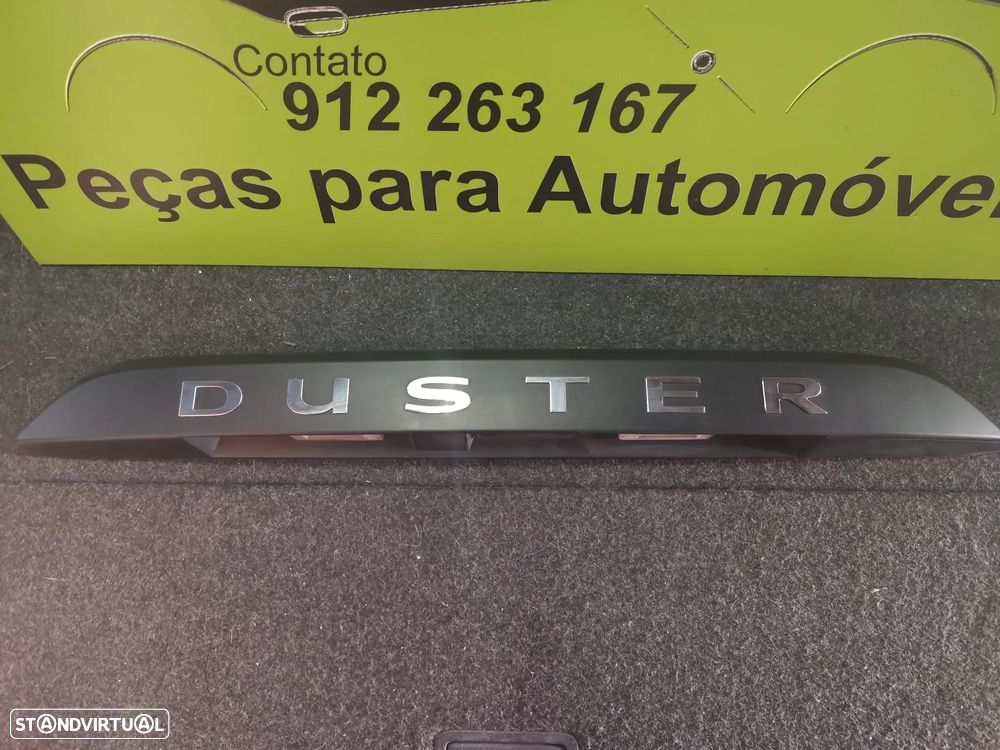 Contato
912 263 167
Peças para Automóve
DUSTER
STANDVIRTUAL